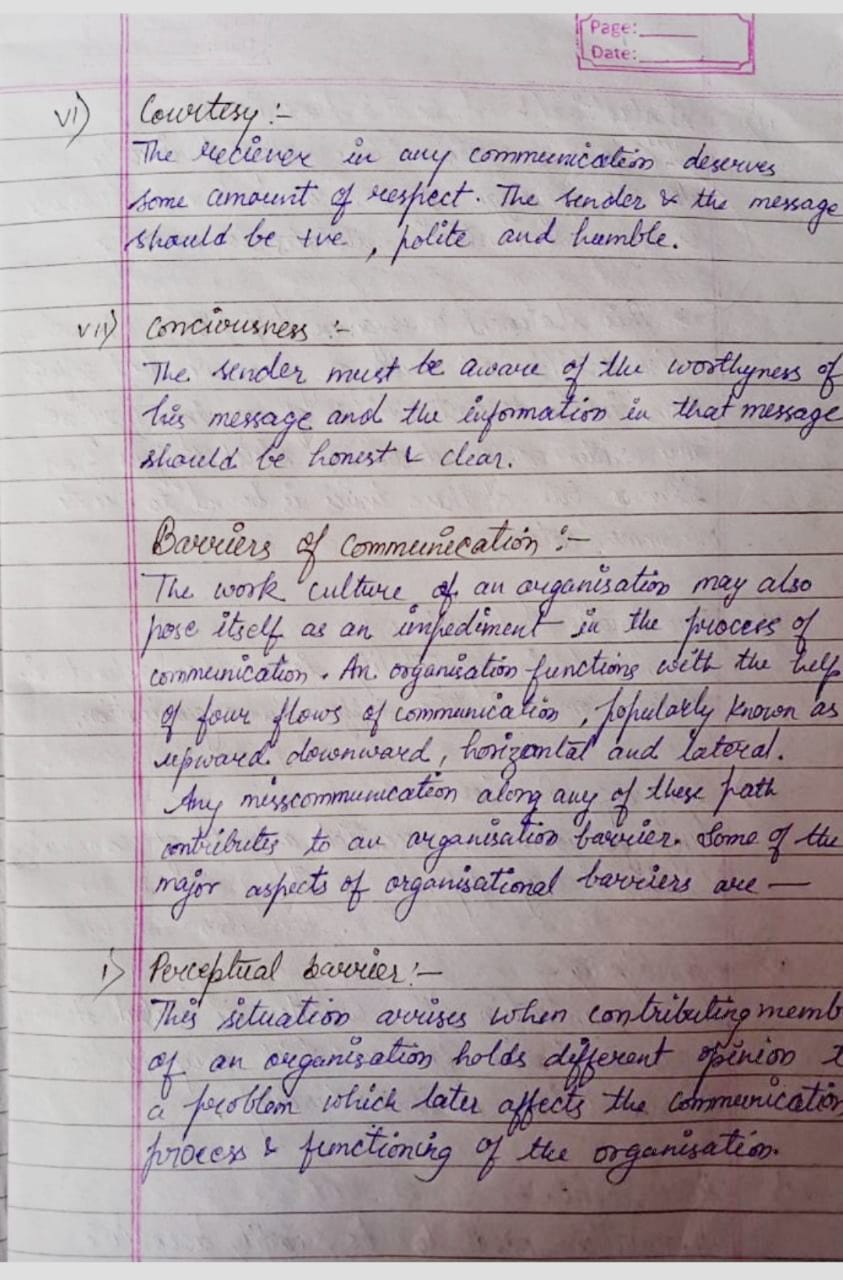 Page:
Date:
vi) Courtesy :-
The reciever in any communication deserves
some amount of respect. The sender & the message
should be +ve , polite and humble.
vii) Conciousness :-
The sender must be aware of the worthyness of
his message and the information in that message
should be honest & clear.
Barriers of Communication :-
The work culture of an organisation may also
pose itself as an impediment in the process of
communication. An organisation functions with the help
of four flows of communication , popularly known as
upward downward, horizontal and lateral.
Any misscommunication along any of these path
contributes to an organisation barrier. Some of the
major aspects of organisational barriers are —
i) Perceptual barrier :-
This situation arrises when contributing memb
of an organisation holds different opinion
a problem which later affects the communication
process & functioning of the organisation.